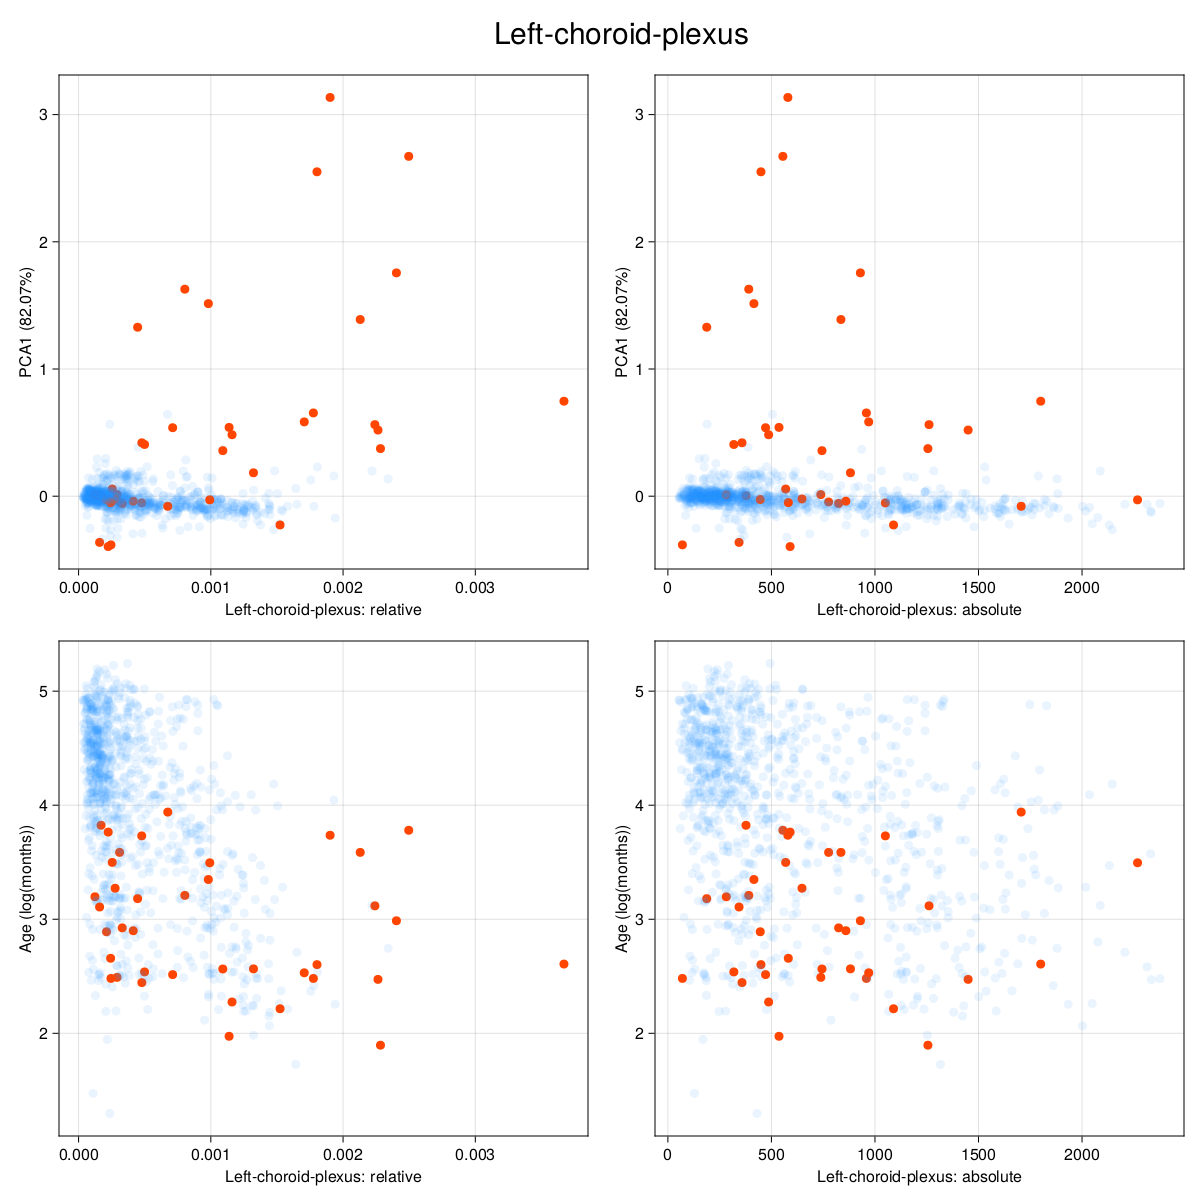 Left-choroid-plexus
PCA1 (82.07%)
3
2
1
0
0.000 0.001 0.002 0.003
Left-choroid-plexus: relative
PCA1 (82.07%)
3
2
1
0
0 500 1000 1500 2000
Left-choroid-plexus: absolute
Age (log(months))
5
4
3
2
0.000 0.001 0.002 0.003
Left-choroid-plexus: relative
Age (log(months))
5
4
3
2
0 500 1000 1500 2000
Left-choroid-plexus: absolute